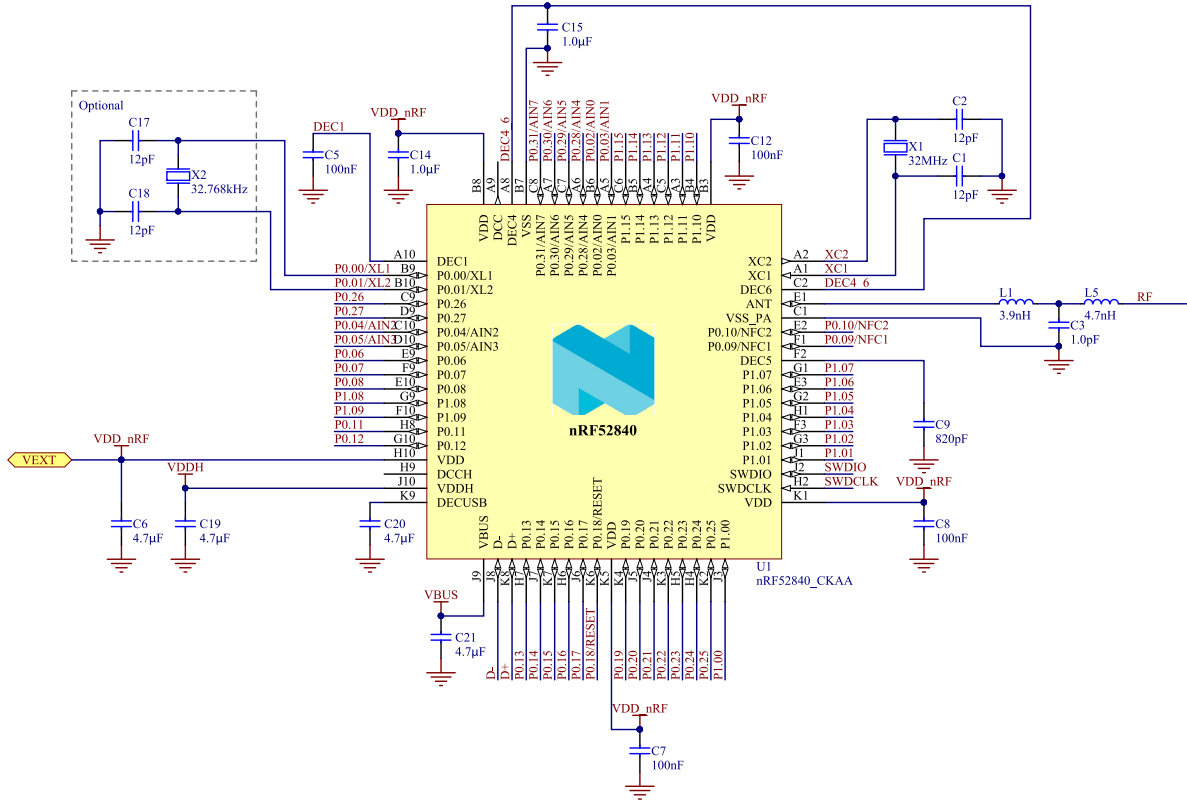 C15
1.0µF
Optional
C17
12pF
X2
32.768kHz
C18
12pF
DEC1
C5
100nF
VDD_nRF
C14
1.0µF
DEC4_6
P0.31/AIN7
P0.30/AIN6
P0.29/AIN5
P0.28/AIN4
P0.02/AIN0
P0.03/AIN1
P1.15
P1.14
P1.13
P1.12
P1.11
P1.10
VDD_nRF
C12
100nF
C2
12pF
X1
32MHz
C1
12pF
B8
A9
A8
B7
C8
A7
C7
A6
B6
A5
C6
B5
A4
C5
A3
B4
B3
VDD
DCC
DEC4
VSS
P0.31/AIN7
P0.30/AIN6
P0.29/AIN5
P0.28/AIN4
P0.02/AIN0
P0.03/AIN1
P1.15
P1.14
P1.13
P1.12
P1.11
P1.10
VDD
A10 DEC1
P0.00/XL1 B9 P0.00/XL1
P0.01/XL2 B10 P0.01/XL2
P0.26 C9 P0.26
P0.27 D9 P0.27
P0.04/AIN2 C10 P0.04/AIN2
P0.05/AIN3 D10 P0.05/AIN3
P0.06 E9 P0.06
P0.07 F9 P0.07
P0.08 E10 P0.08
P1.08 G9 P1.08
P1.09 F10 P1.09
P0.11 H8 P0.11
P0.12 G10 P0.12
H10 VDD
H9 DCCH
J10 VDDH
K9 DECUSB
XC2 A2 XC2
XC1 A1 XC1
DEC6 C2 DEC4_6
ANT E1
VSS_PA C1
P0.10/NFC2 E2 P0.10/NFC2
P0.09/NFC1 F1 P0.09/NFC1
DEC5 F2
P1.07 G1 P1.07
P1.06 E3 P1.06
P1.05 G2 P1.05
P1.04 H1 P1.04
P1.03 F3 P1.03
P1.02 G3 P1.02
P1.01 J1 P1.01
SWDIO J2 SWDIO
SWDCLK H2 SWDCLK
VDD K1
L1
3.9nH
L5
4.7nH
RF
C3
1.0pF
C9
820pF
VDD_nRF
C8
100nF
nRF52840
VEXT
VDD_nRF
VDDH
C6
4.7µF
C19
4.7µF
C20
4.7µF
VBUS
D-
D+
P0.13
P0.14
P0.15
P0.16
P0.17
P0.18/RESET
VDD
P0.19
P0.20
P0.21
P0.22
P0.23
P0.24
P0.25
P1.00
U1
nRF52840_CKAA
J9
J8
K8
H7
J7
K7
H6
J6
K6
K5
K4
J5
J4
K3
H5
H4
K2
J3
VBUS
C21
4.7µF
D-
D+
P0.13
P0.14
P0.15
P0.16
P0.17
P0.18/RESET
P0.19
P0.20
P0.21
P0.22
P0.23
P0.24
P0.25
P1.00
VDD_nRF
C7
100nF